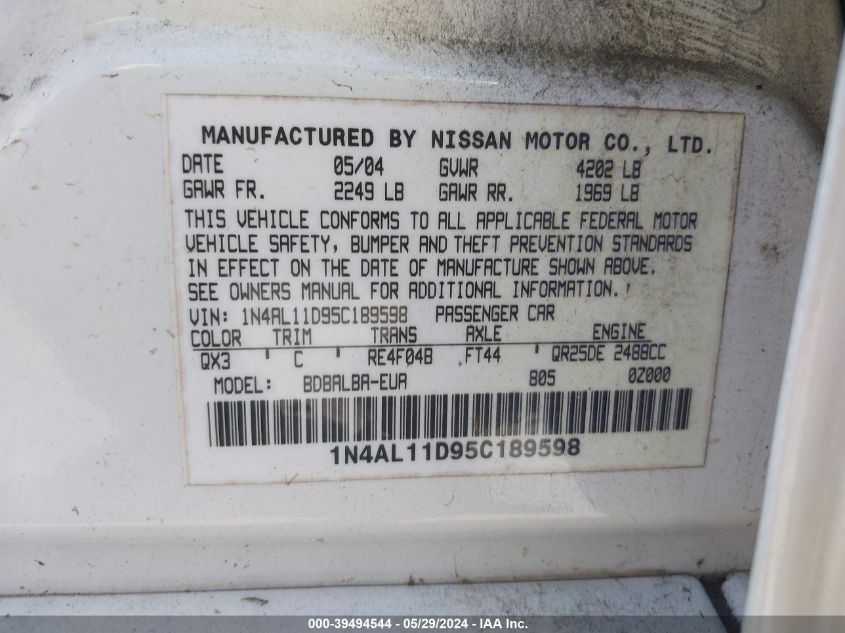 MANUFACTURED BY NISSAN MOTOR CO., LTD.
DATE 05/04 GVWR 4202 LB
GAWR FR. 2249 LB GAWR RR. 1969 LB
THIS VEHICLE CONFORMS TO ALL APPLICABLE FEDERAL MOTOR
VEHICLE SAFETY, BUMPER AND THEFT PREVENTION STANDARDS
IN EFFECT ON THE DATE OF MANUFACTURE SHOWN ABOVE.
SEE OWNERS MANUAL FOR ADDITIONAL INFORMATION.
VIN: 1N4AL11D95C189598 PASSENGER CAR
COLOR TRIM TRANS AXLE ENGINE
QX3 C RE4F04B FT44 QR25DE 2488CC
MODEL: BDBALBA-EUA 805 0Z000
1N4AL11D95C189598
000-39494544 - 05/29/2024 - IAA Inc.